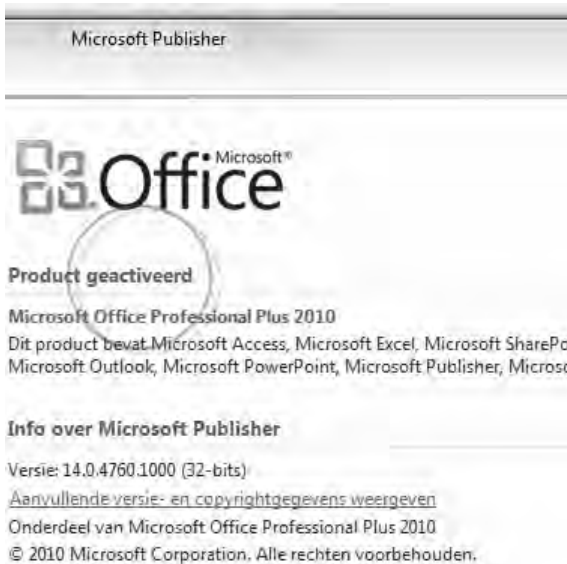 Microsoft Publisher
Microsoft®
Office
Product geactiveerd
Microsoft Office Professional Plus 2010
Dit product bevat Microsoft Access, Microsoft Excel, Microsoft
Microsoft Outlook, Microsoft PowerPoint, Microsoft Publisher,
Info over Microsoft Publisher
Versie: 14.0.4760.1000 (32-bits)
Aanvullende versie- en copyrightgegevens weergeven
Onderdeel van Microsoft Office Professional Plus 2010
© 2010 Microsoft Corporation. Alle rechten voorbehouden.